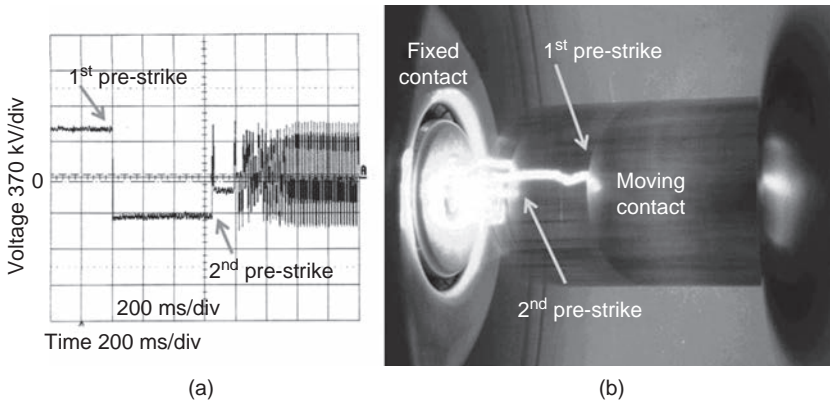 1st pre-strike
Voltage 370 kV/div
0
2nd pre-strike
200 ms/div
Time 200 ms/div
(a)
Fixed
contact
1st pre-strike
Moving
contact
2nd pre-strike
(b)